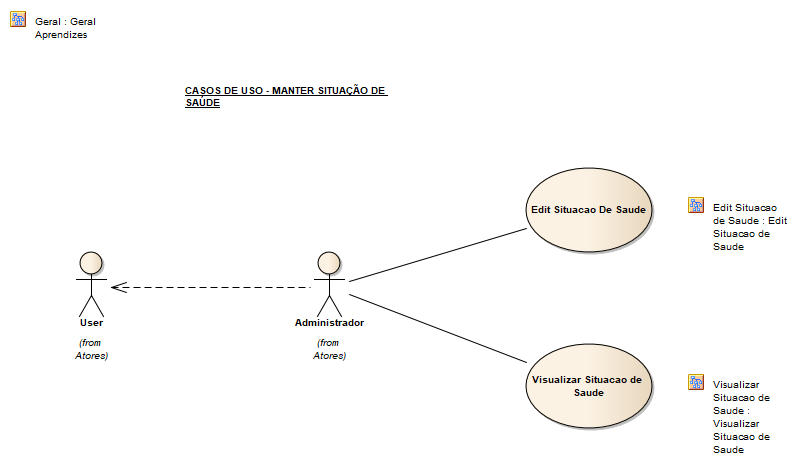 Geral : Geral
Aprendizes
CASOS DE USO - MANTER SITUAÇÃO DE
SAÚDE
Edit Situacao De Saude
Edit Situacao
de Saude : Edit
Situacao de
Saude
User
(from
Atores)
Administrador
(from
Atores)
Visualizar Situacao de
Saude
Visualizar
Situacao de
Saude :
Visualizar
Situacao de
Saude